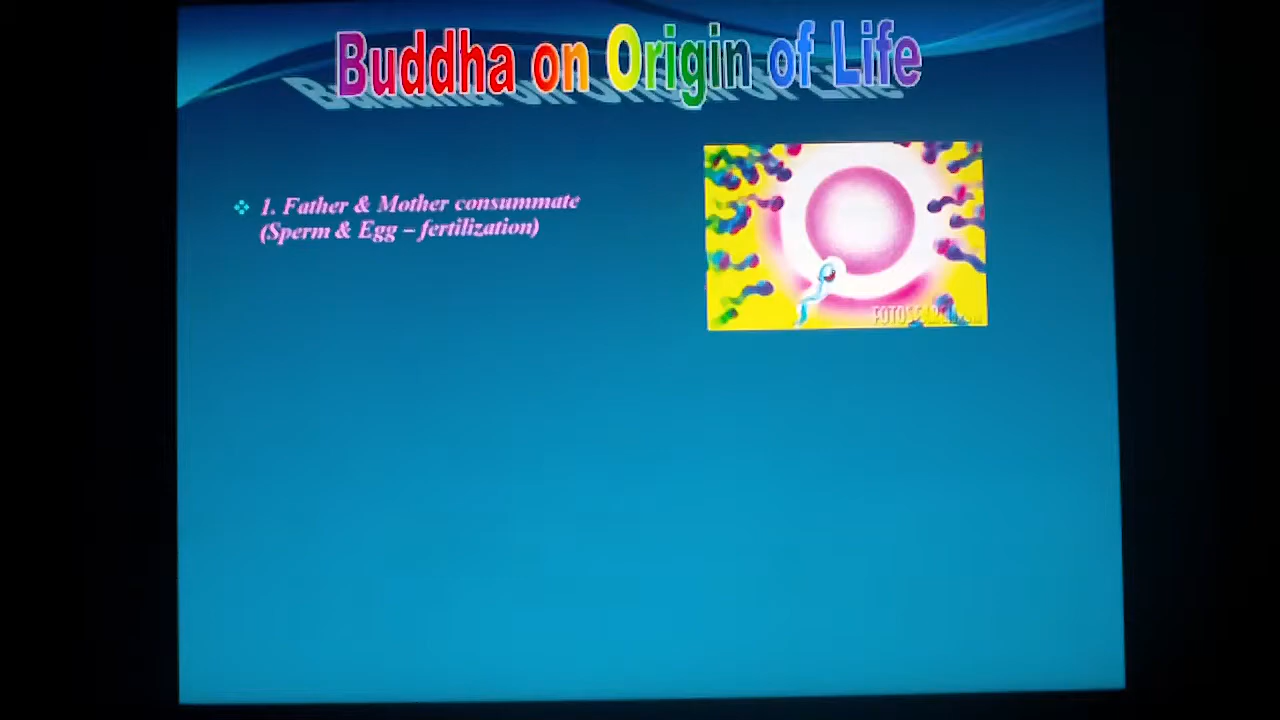 Buddha on Origin of Life
❖ 1. Father & Mother consummate
(Sperm & Egg – fertilization)